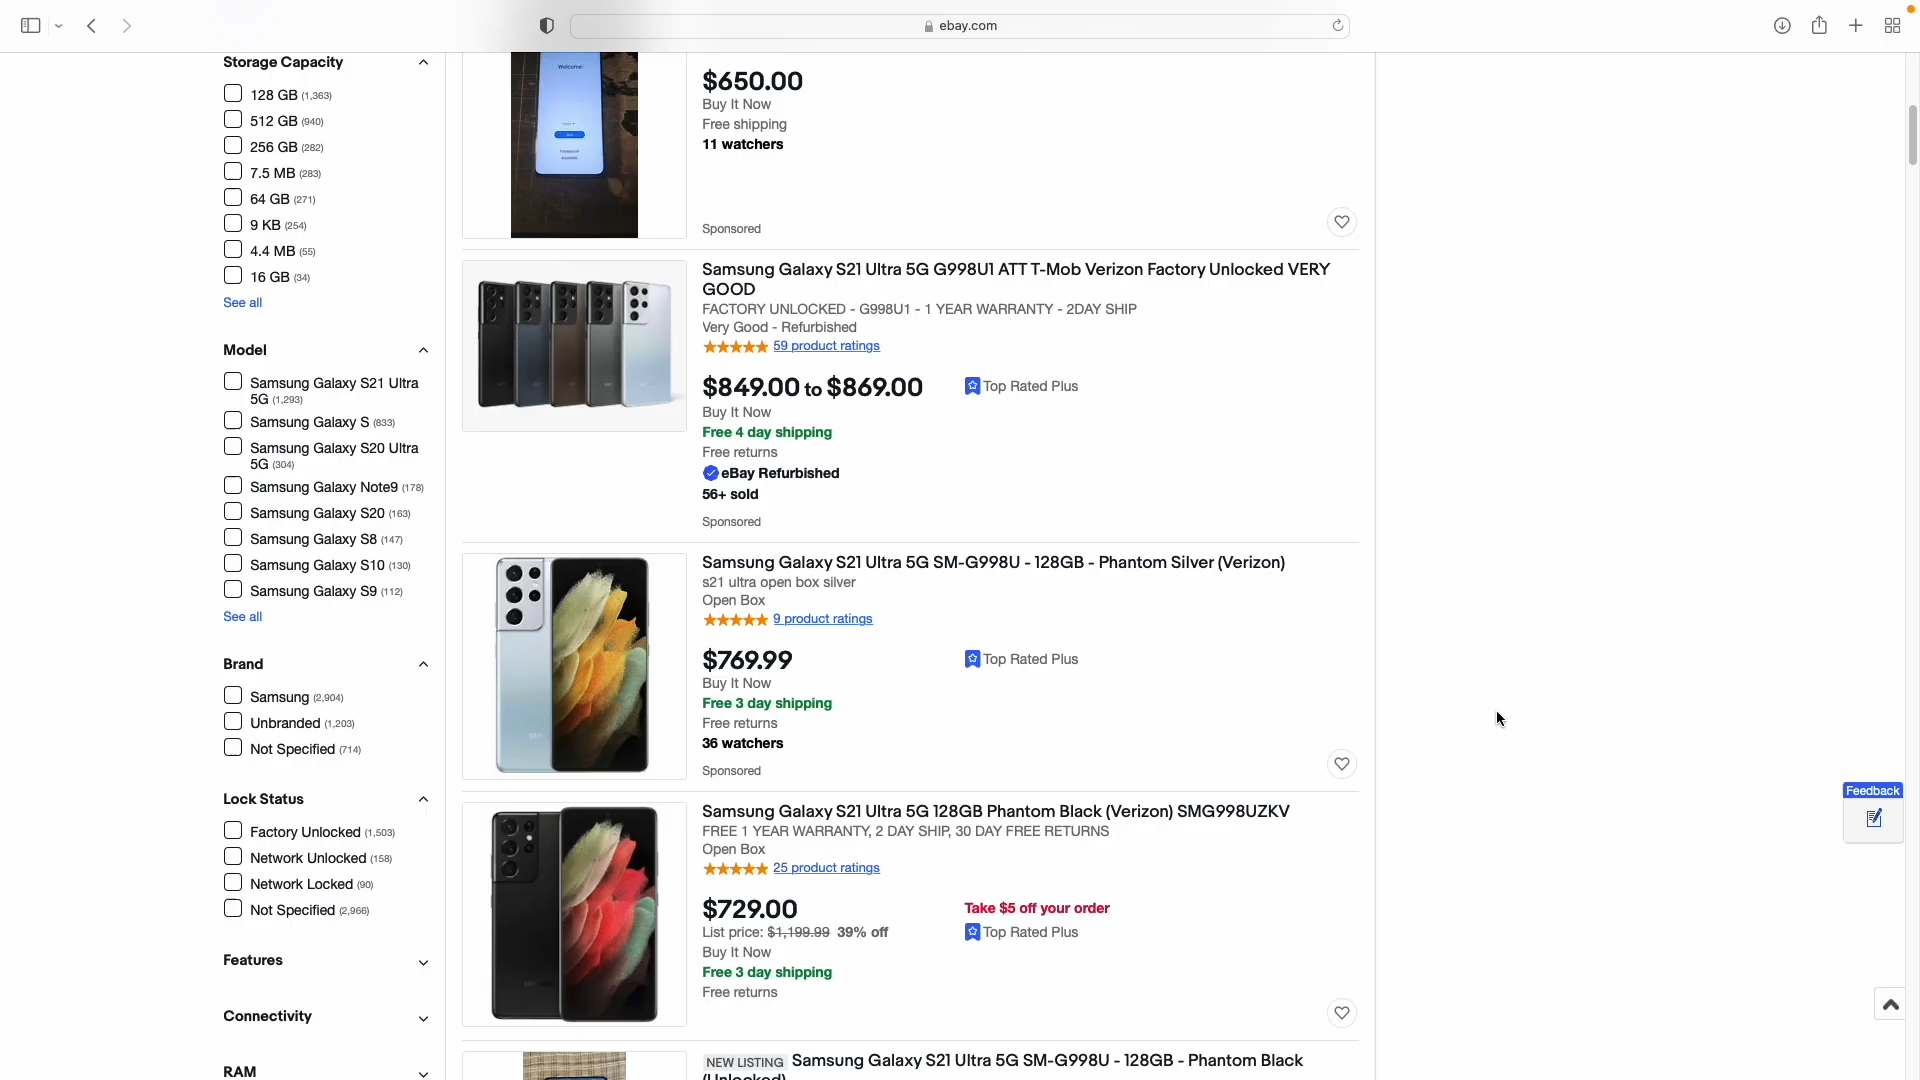 ebay.com
Storage Capacity
128 GB (1,363)
512 GB (940)
256 GB (282)
7.5 MB (283)
64 GB (271)
9 KB (254)
4.4 MB (55)
16 GB (34)
See all
Model
Samsung Galaxy S21 Ultra
5G (1,293)
Samsung Galaxy S (833)
Samsung Galaxy S20 Ultra
5G (304)
Samsung Galaxy Note9 (178)
Samsung Galaxy S20 (163)
Samsung Galaxy S8 (147)
Samsung Galaxy S10 (130)
Samsung Galaxy S9 (112)
See all
Brand
Samsung (2,904)
Unbranded (1,203)
Not Specified (714)
Lock Status
Factory Unlocked (1,503)
Network Unlocked (158)
Network Locked (90)
Not Specified (2,966)
Features
Connectivity
RAM
Welcome!
$650.00
Buy It Now
Free shipping
11 watchers
Sponsored
Samsung Galaxy S21 Ultra 5G G998U1 ATT T-Mob Verizon Factory Unlocked VERY
GOOD
FACTORY UNLOCKED - G998U1 - 1 YEAR WARRANTY - 2DAY SHIP
Very Good - Refurbished
59 product ratings
$849.00 to $869.00
Top Rated Plus
Buy It Now
Free 4 day shipping
Free returns
eBay Refurbished
56+ sold
Sponsored
Samsung Galaxy S21 Ultra 5G SM-G998U - 128GB - Phantom Silver (Verizon)
s21 ultra open box silver
Open Box
9 product ratings
$769.99
Top Rated Plus
Buy It Now
Free 3 day shipping
Free returns
36 watchers
Sponsored
Samsung Galaxy S21 Ultra 5G 128GB Phantom Black (Verizon) SMG998UZKV
FREE 1 YEAR WARRANTY, 2 DAY SHIP, 30 DAY FREE RETURNS
Open Box
25 product ratings
$729.00
Take $5 off your order
List price: $1,199.99 39% off
Top Rated Plus
Buy It Now
Free 3 day shipping
Free returns
NEW LISTING Samsung Galaxy S21 Ultra 5G SM-G998U - 128GB - Phantom Black
(Unlocked)
Feedback